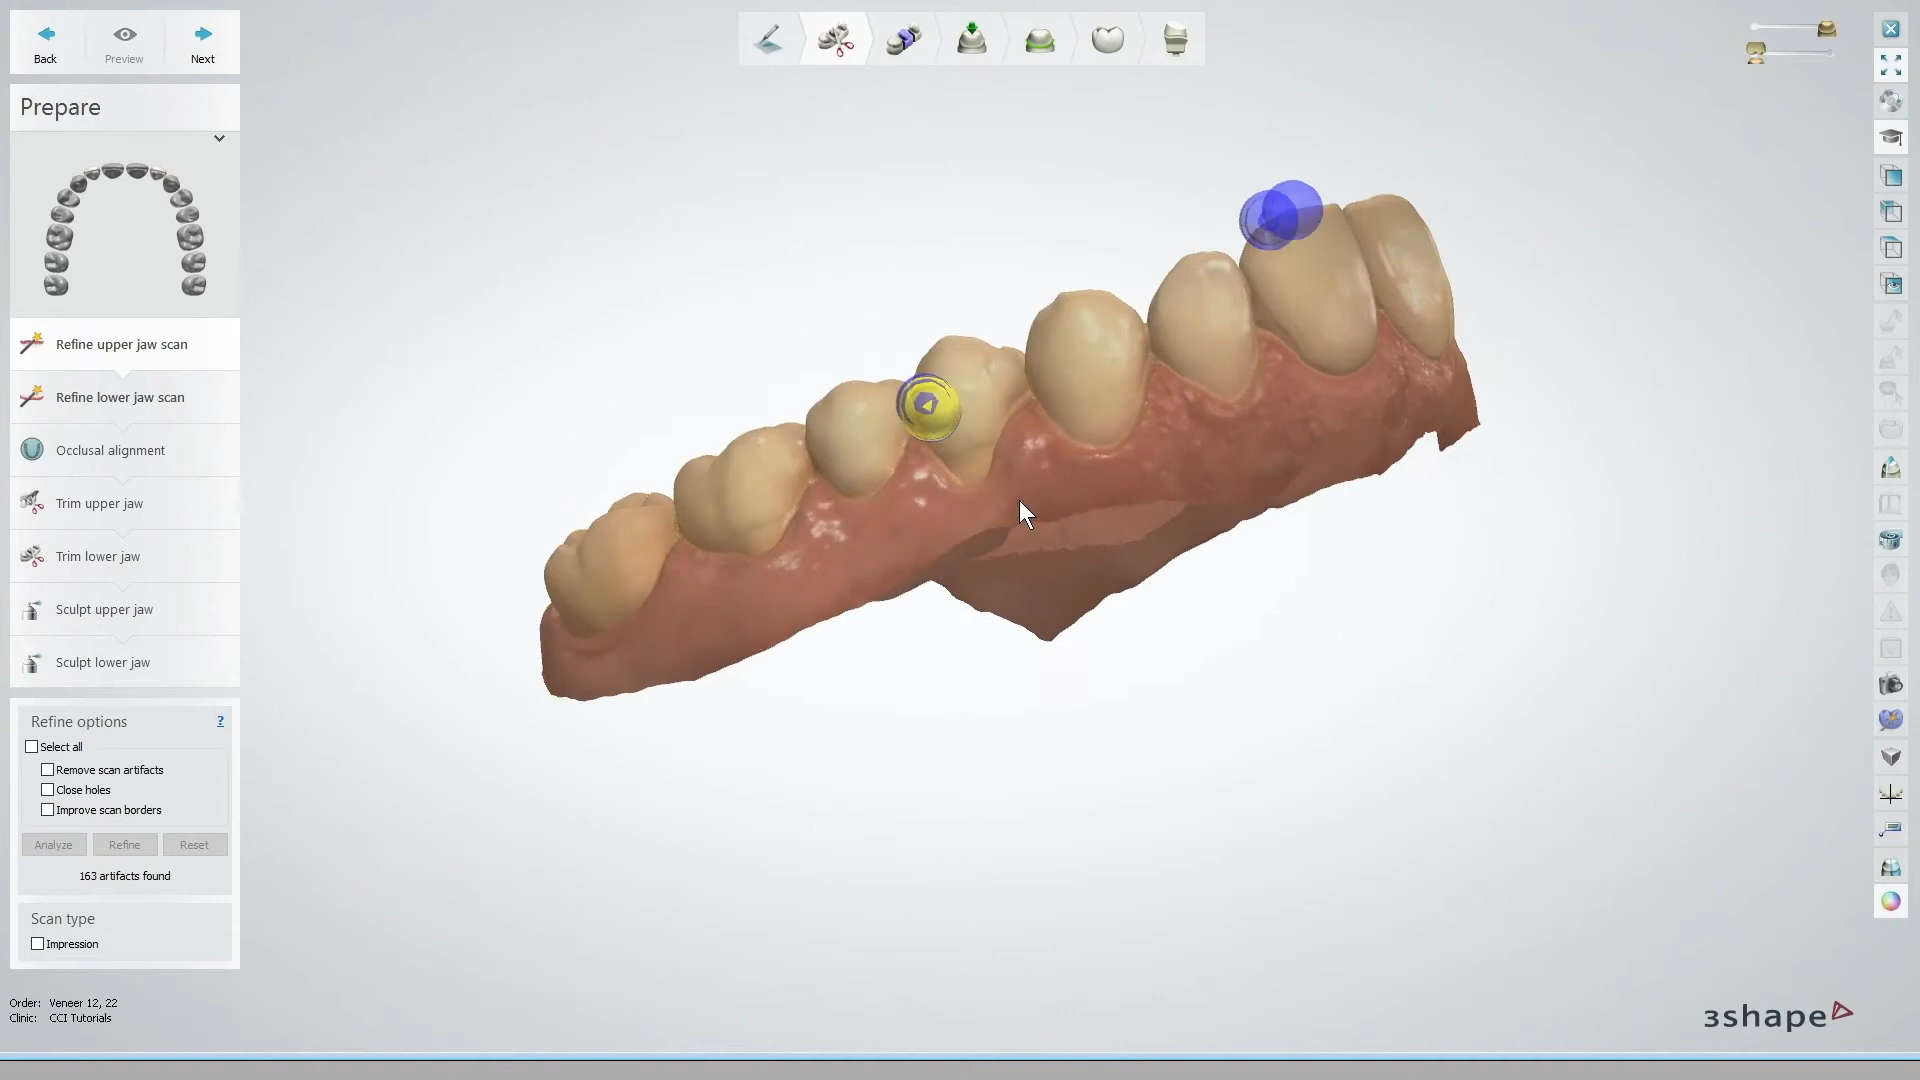 Back
Preview
Next
Prepare
Refine upper jaw scan
Refine lower jaw scan
Occlusal alignment
Trim upper jaw
Trim lower jaw
Sculpt upper jaw
Sculpt lower jaw
Refine options ?
Select all
Remove scan artifacts
Close holes
Improve scan borders
Analyze
Refine
Reset
163 artifacts found
Scan type
Impression
Order: Veneer 12, 22
Clinic: CCI Tutorials
3shape